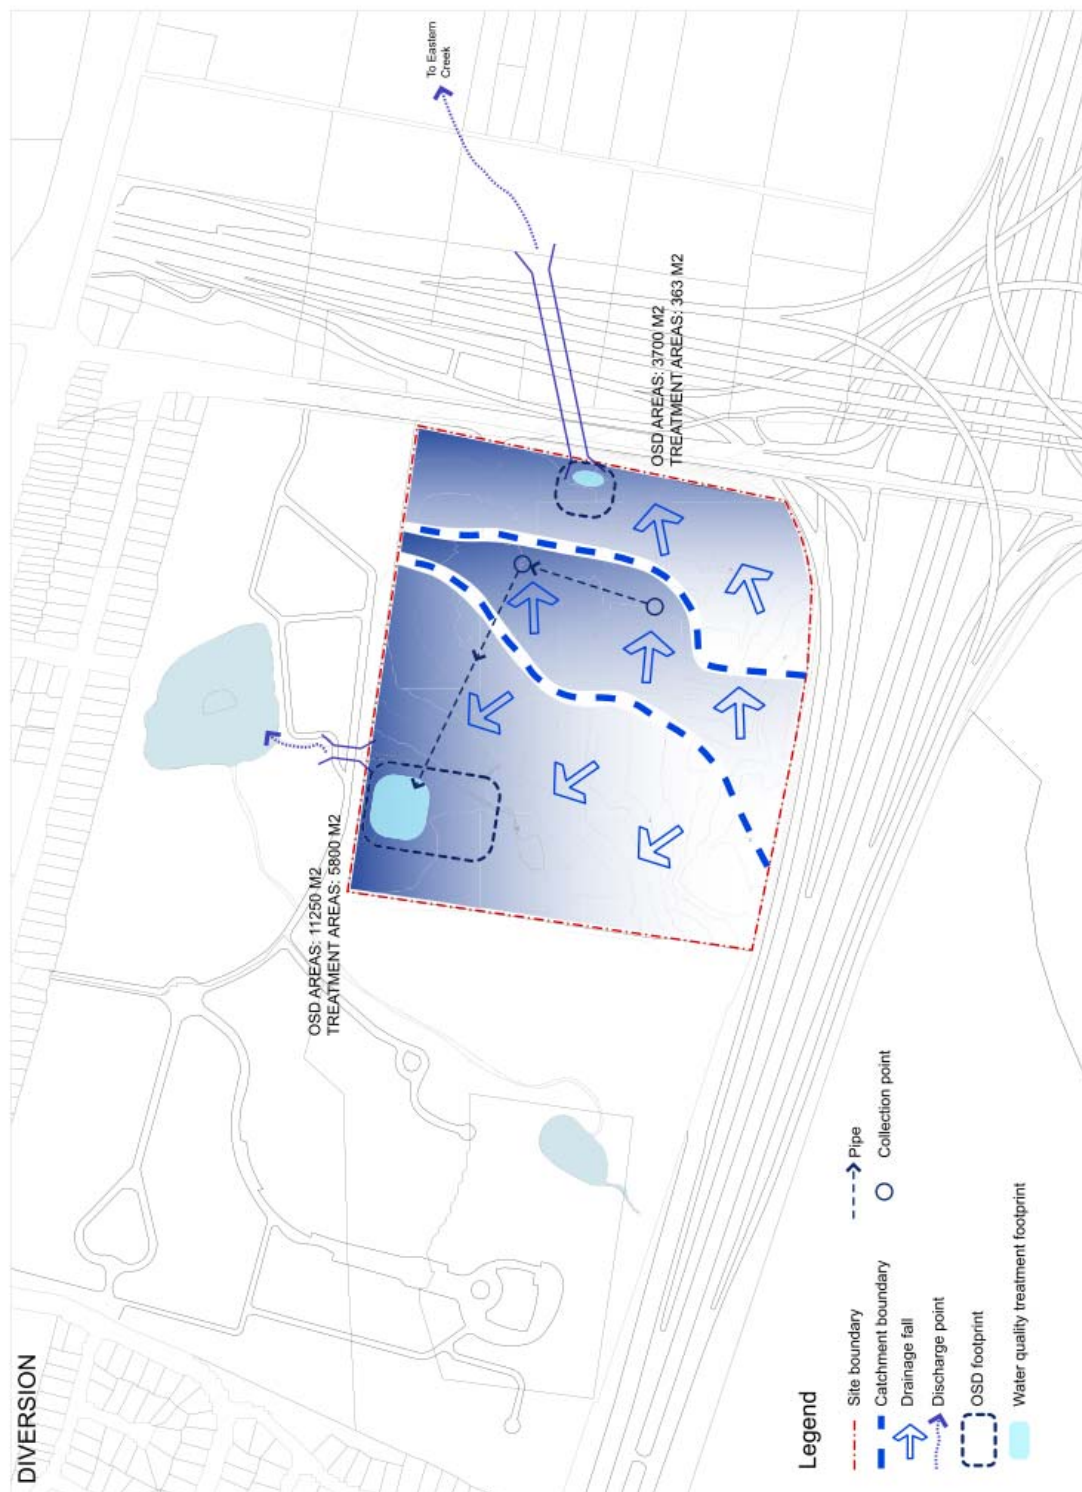 DIVERSION
To Eastern
Creek
OSD AREAS: 3700 M2
TREATMENT AREAS: 363 M2
OSD AREAS: 11250 M2
TREATMENT AREAS: 5800 M2
Legend
Site boundary
Catchment boundary
Drainage fall
Discharge point
OSD footprint
Water quality treatment footprint
Pipe
Collection point